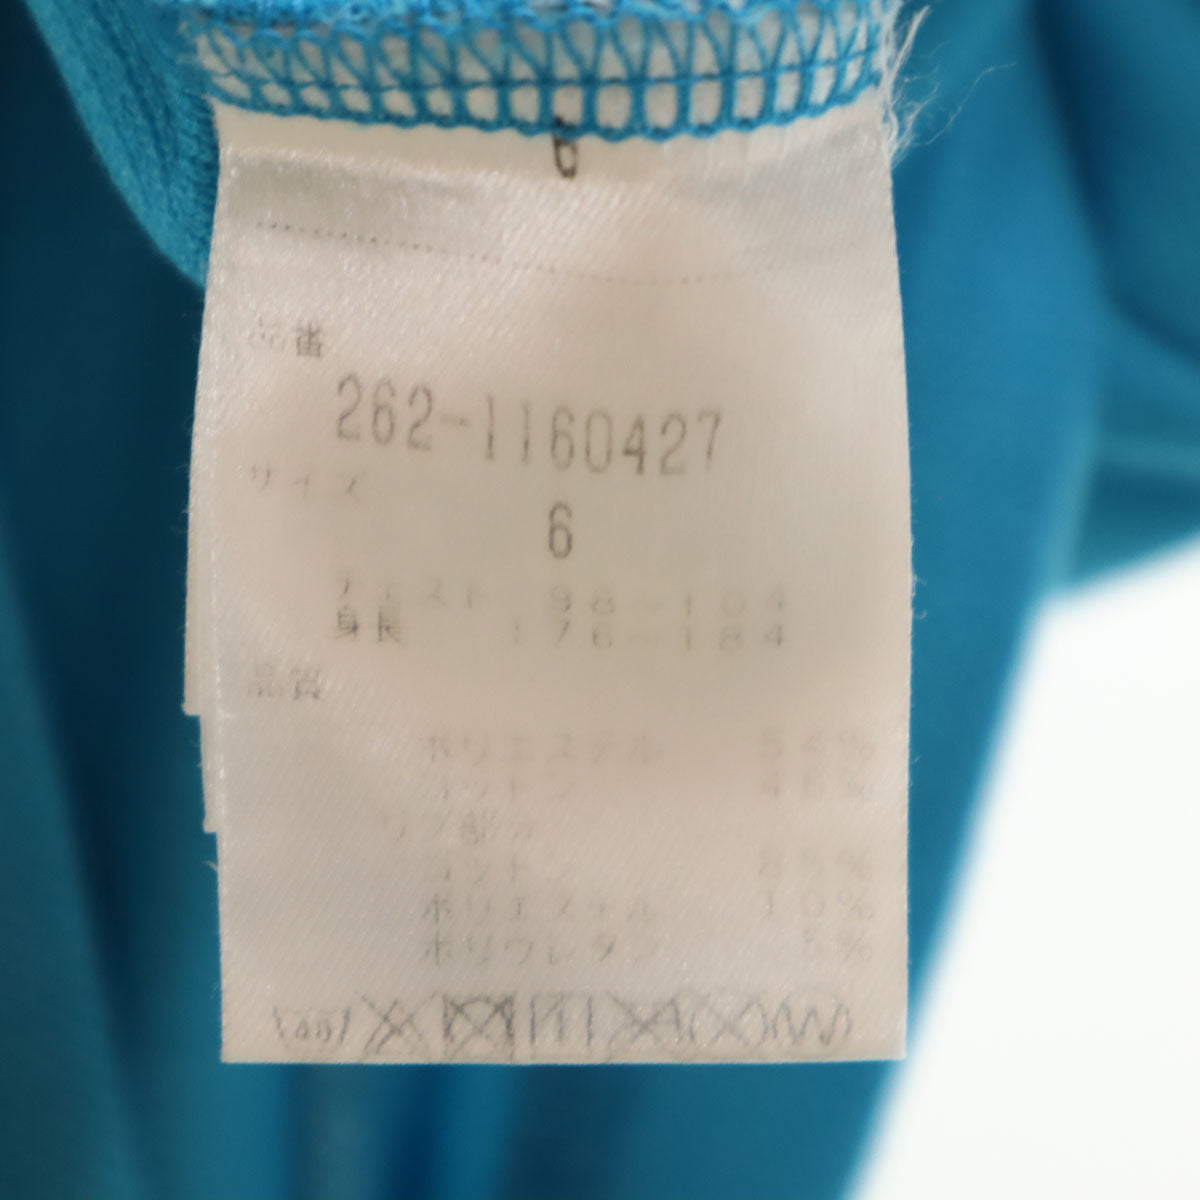 6
品番
262-1160427
サイズ
6
チェスト 98～104
身長 176～184
品質
ポリエステル 54%
コットン 46%
リブ部分
コットン 85%
ポリエステル 10%
ポリウレタン 5%